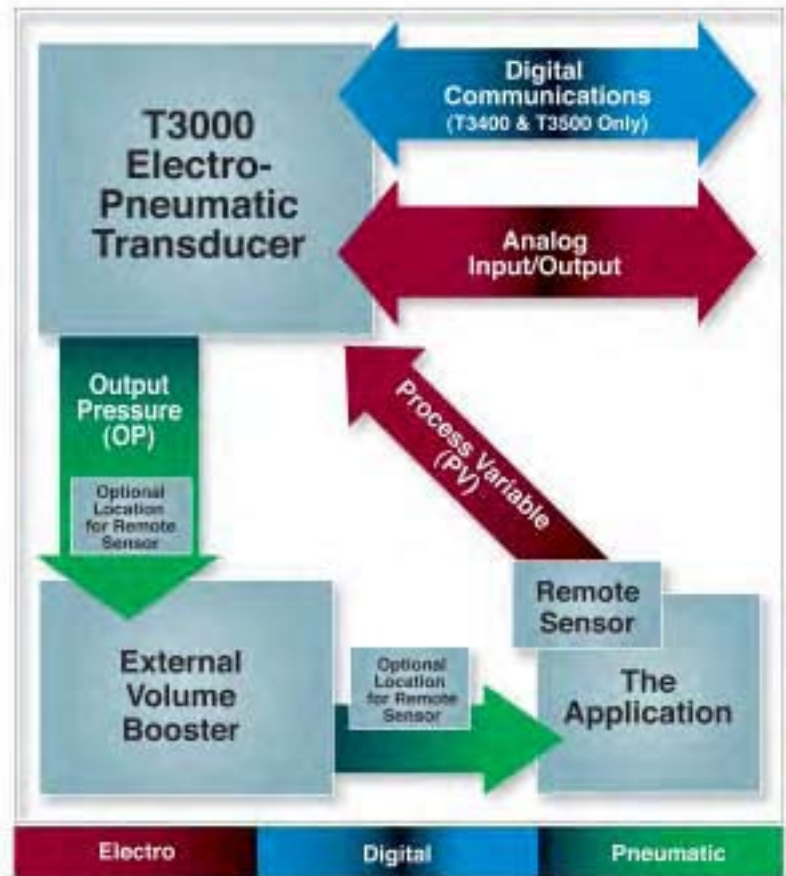 T3000
Electro-
Pneumatic
Transducer
Digital
Communications
(T3400 & T3500 Only)
Analog
Input/Output
Output
Pressure
(OP)
Optional
Location
for Remote
Sensor
Process Variable
(PV)
External
Volume
Booster
Optional
Location
for Remote
Sensor
Remote
Sensor
The
Application
Electro
Digital
Pneumatic